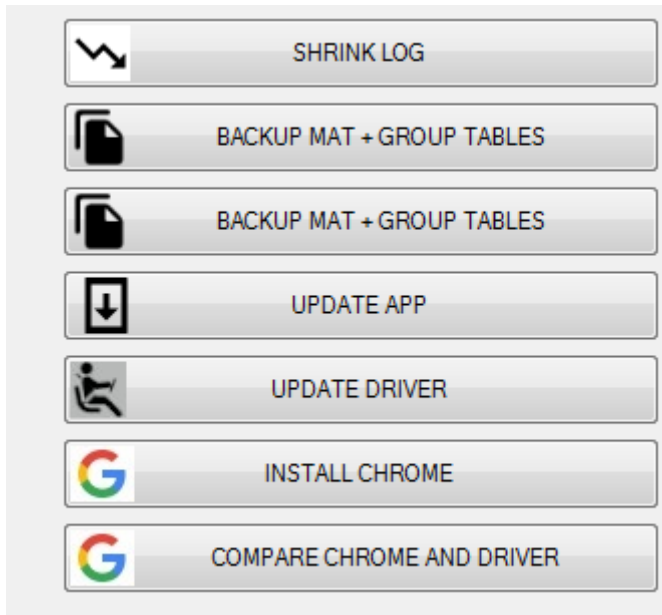 SHRINK LOG
BACKUP MAT + GROUP TABLES
BACKUP MAT + GROUP TABLES
UPDATE APP
UPDATE DRIVER
INSTALL CHROME
COMPARE CHROME AND DRIVER